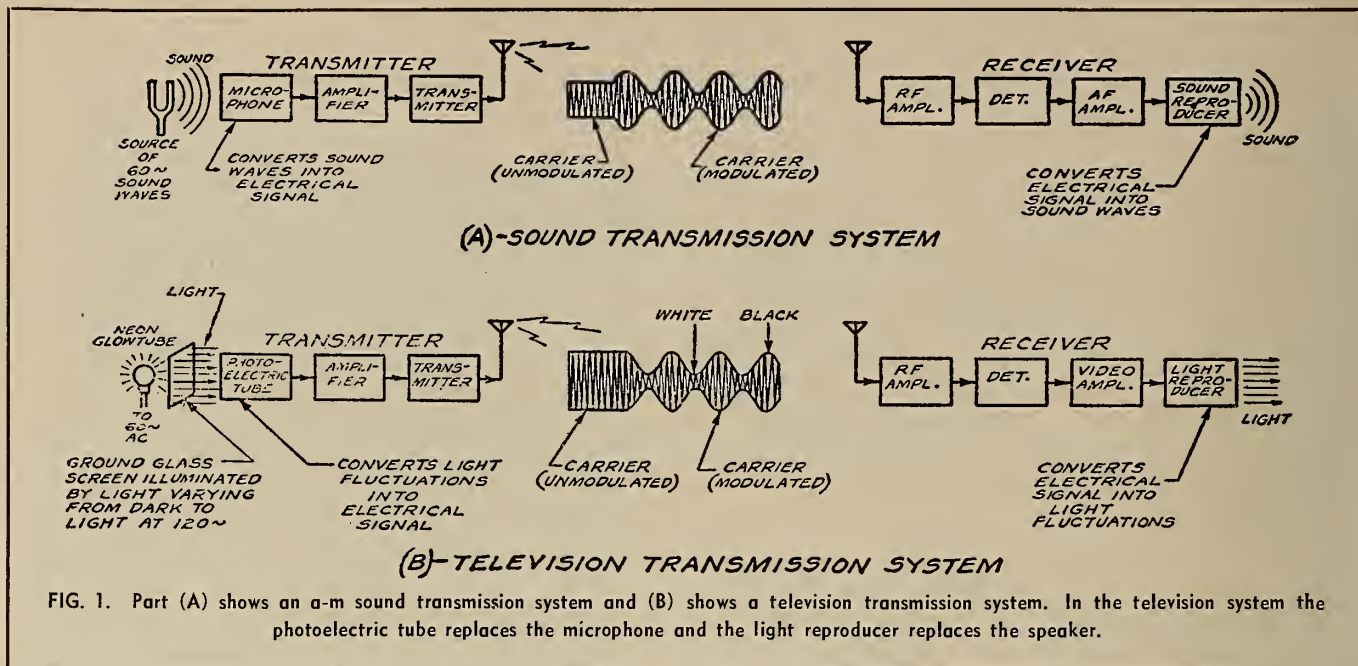 SOUND
TRANSMITTER
MICRO-
PHONE
AMPLI-
FIER
TRANS-
MITTER
SOURCE
OF
60~
SOUND
WAVES
CONVERTS SOUND
WAVES INTO
ELECTRICAL
SIGNAL
CARRIER
(UNMODULATED)
CARRIER
(MODULATED)
RECEIVER
RF
AMPL.
DET.
AF
AMPL.
SOUND
REPRO-
DUCER
SOUND
CONVERTS
ELECTRICAL
SIGNAL INTO
SOUND WAVES
(A)-SOUND TRANSMISSION SYSTEM
LIGHT
NEON
GLOWTUBE
TO
60~
AC
TRANSMITTER
PHOTO-
ELECTRIC
TUBE
AMPLI-
FIER
TRANS-
MITTER
GROUND GLASS
SCREEN ILLUMINATED
BY LIGHT VARYING
FROM DARK TO
LIGHT AT 120~
CONVERTS LIGHT
FLUCTUATIONS
INTO
ELECTRICAL
SIGNAL
WHITE
BLACK
CARRIER
(UNMODULATED)
CARRIER
(MODULATED)
RECEIVER
RF
AMPL.
DET.
VIDEO
AMPL.
LIGHT
REPRO-
DUCER
LIGHT
CONVERTS
ELECTRICAL
SIGNAL INTO
LIGHT
FLUCTUATIONS
(B)-TELEVISION TRANSMISSION SYSTEM
FIG. 1. Part (A) shows an a-m sound transmission system and (B) shows a television transmission system. In the television system the
photoelectric tube replaces the microphone and the light reproducer replaces the speaker.